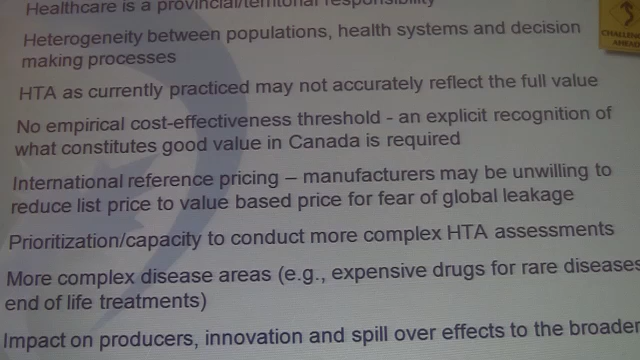 Healthcare is a provincial/territorial responsibility
Heterogeneity between populations, health systems and decision
making processes
HTA as currently practiced may not accurately reflect the full value
No empirical cost-effectiveness threshold - an explicit recognition of
what constitutes good value in Canada is required
International reference pricing – manufacturers may be unwilling to
reduce list price to value based price for fear of global leakage
Prioritization/capacity to conduct more complex HTA assessments
More complex disease areas (e.g., expensive drugs for rare diseases
end of life treatments)
Impact on producers, innovation and spill over effects to the broader
CHALLENG
AHEAD